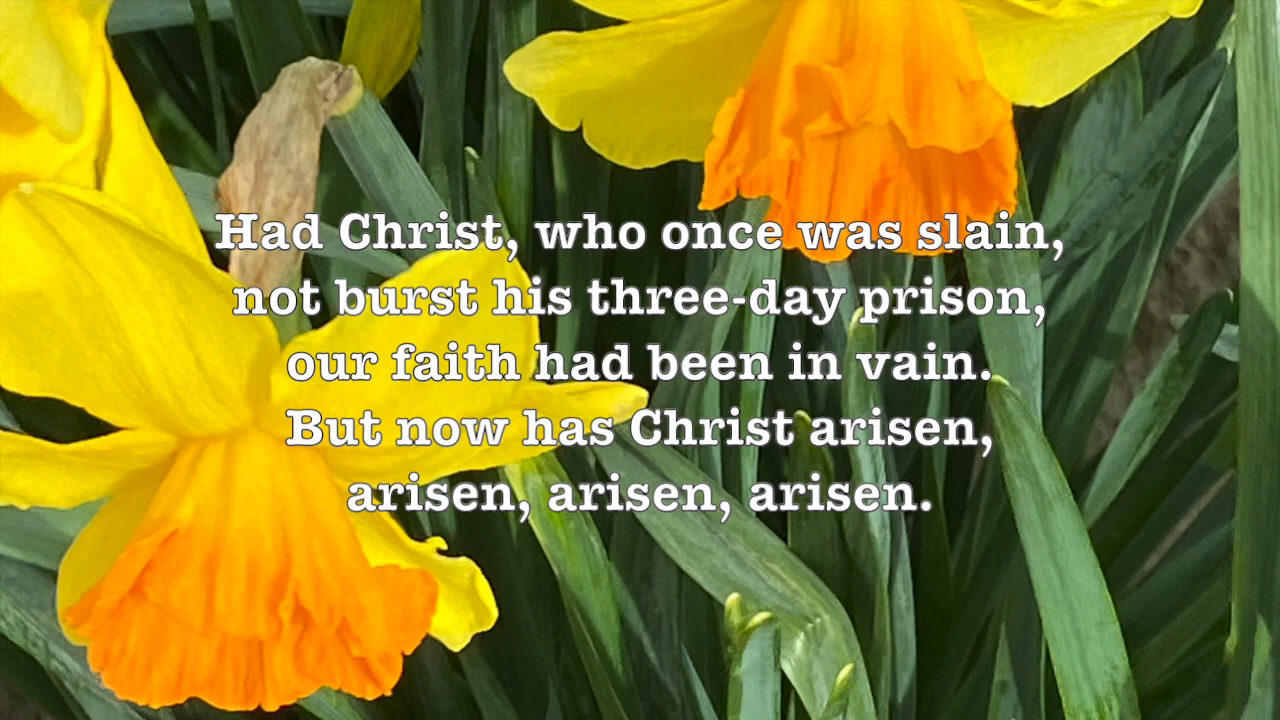 Had Christ, who once was slain,
not burst his three-day prison,
our faith had been in vain.
But now has Christ arisen,
arisen, arisen, arisen.